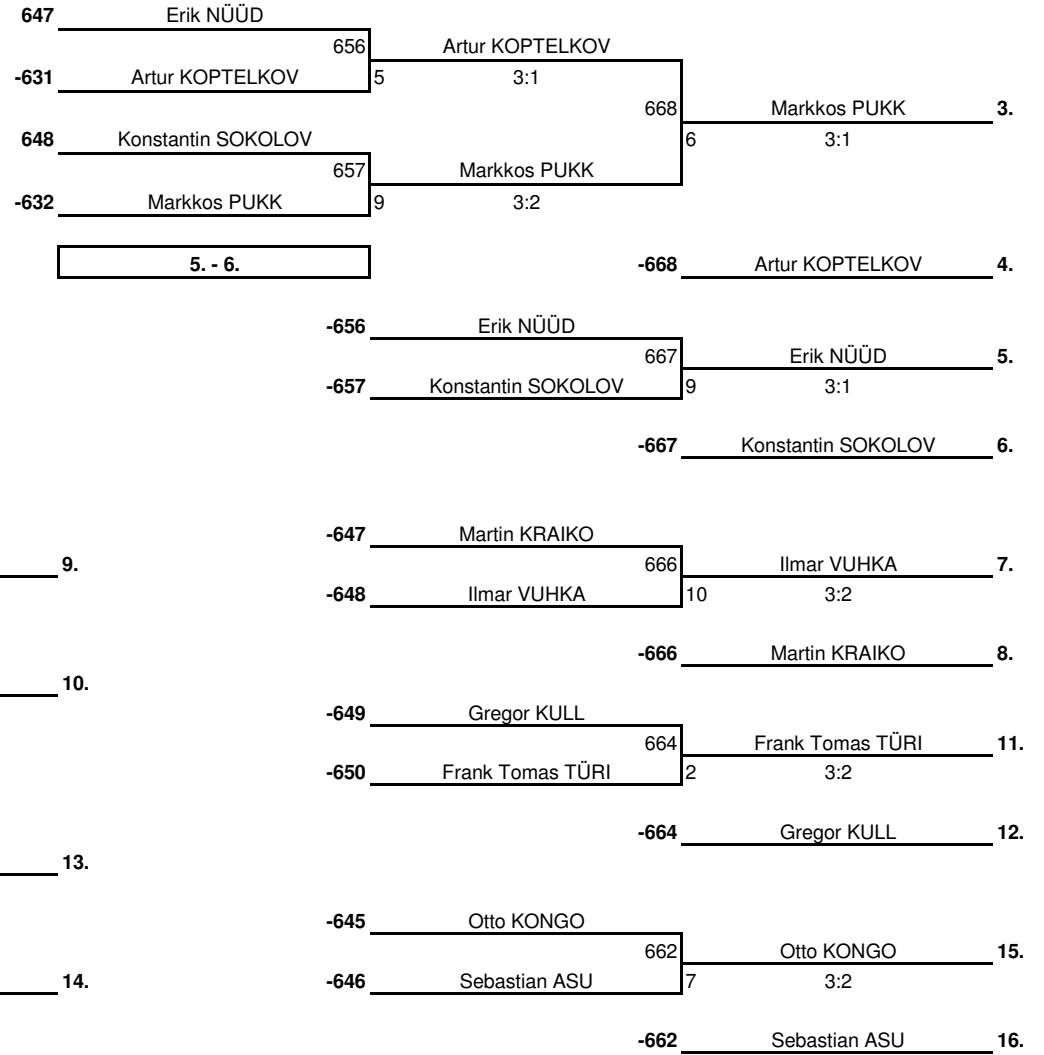 647 Erik NÜÜD
656 Artur KOPTELKOV
-631 Artur KOPTELKOV 5 3:1
668 Markkos PUKK 3.
648 Konstantin SOKOLOV 6 3:1
657 Markkos PUKK
-632 Markkos PUKK 9 3:2
5. - 6. -668 Artur KOPTELKOV 4.
-656 Erik NÜÜD
667 Erik NÜÜD 5.
-657 Konstantin SOKOLOV 9 3:1
-667 Konstantin SOKOLOV 6.
-647 Martin KRAIKO
9. 666 Ilmar VUHKA 7.
-648 Ilmar VUHKA 10 3:2
-666 Martin KRAIKO 8.
10.
-649 Gregor KULL
664 Frank Tomas TÜRI 11.
-650 Frank Tomas TÜRI 2 3:2
-664 Gregor KULL 12.
13.
-645 Otto KONGO
662 Otto KONGO 15.
14. -646 Sebastian ASU 7 3:2
-662 Sebastian ASU 16.